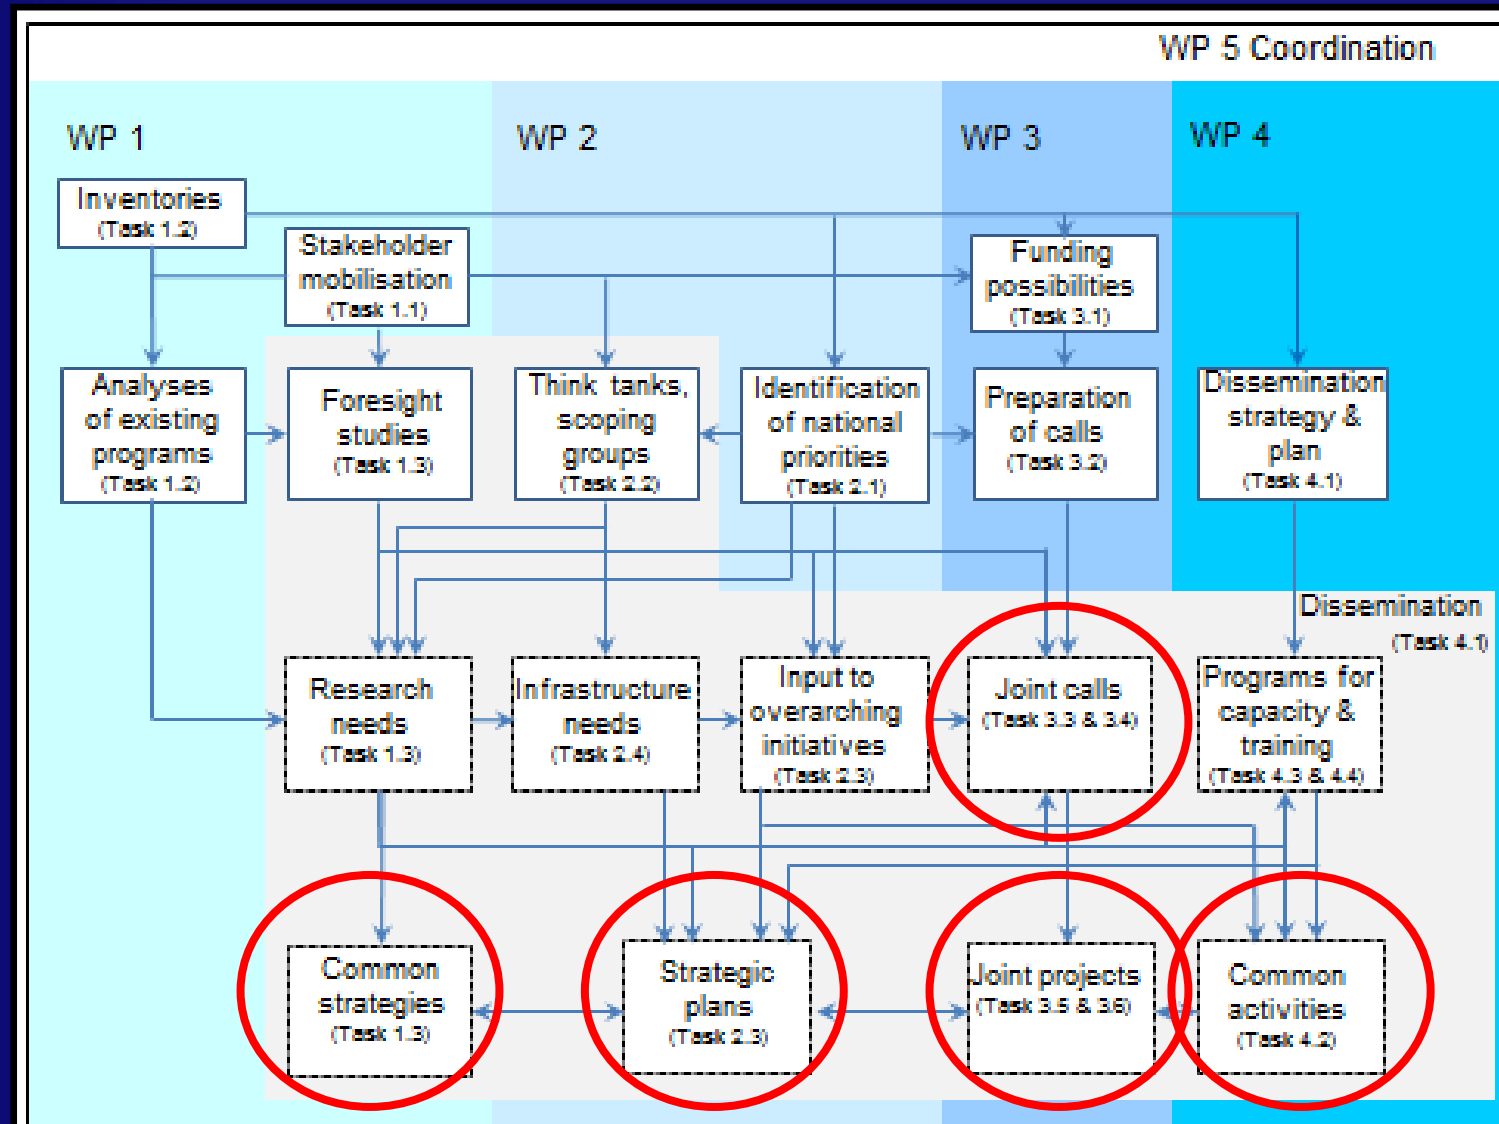 WP 5 Coordination
WP 1
WP 2
WP 3
WP 4
Inventories
(Task 1.2)
Stakeholder
mobilisation
(Task 1.1)
Funding
possibilities
(Task 3.1)
Analyses
of existing
programs
(Task 1.2)
Foresight
studies
(Task 1.3)
Think tanks,
scoping
groups
(Task 2.2)
Identification
of national
priorities
(Task 2.1)
Preparation
of calls
(Task 3.2)
Dissemination
strategy &
plan
(Task 4.1)
Dissemination
(Task 4.1)
Research
needs
(Task 1.3)
Infrastructure
needs
(Task 2.4)
Input to
overarching
initiatives
(Task 2.3)
Joint calls
(Task 3.3 & 3.4)
Programs for
capacity &
training
(Task 4.3 & 4.4)
Common
strategies
(Task 1.3)
Strategic
plans
(Task 2.3)
Joint projects
(Task 3.5 & 3.6)
Common
activities
(Task 4.2)